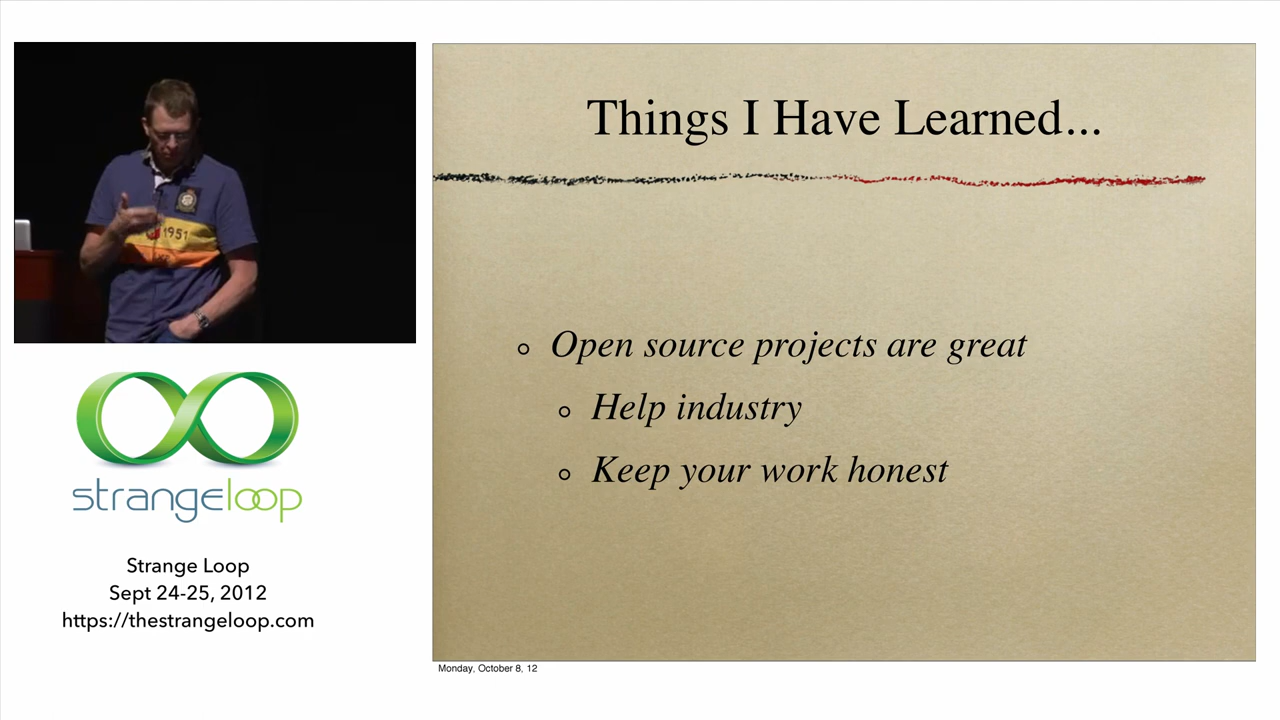 1951
strangeloop
Strange Loop
Sept 24-25, 2012
https://thestrangeloop.com
Things I Have Learned...
Open source projects are great
Help industry
Keep your work honest
Monday, October 8, 12